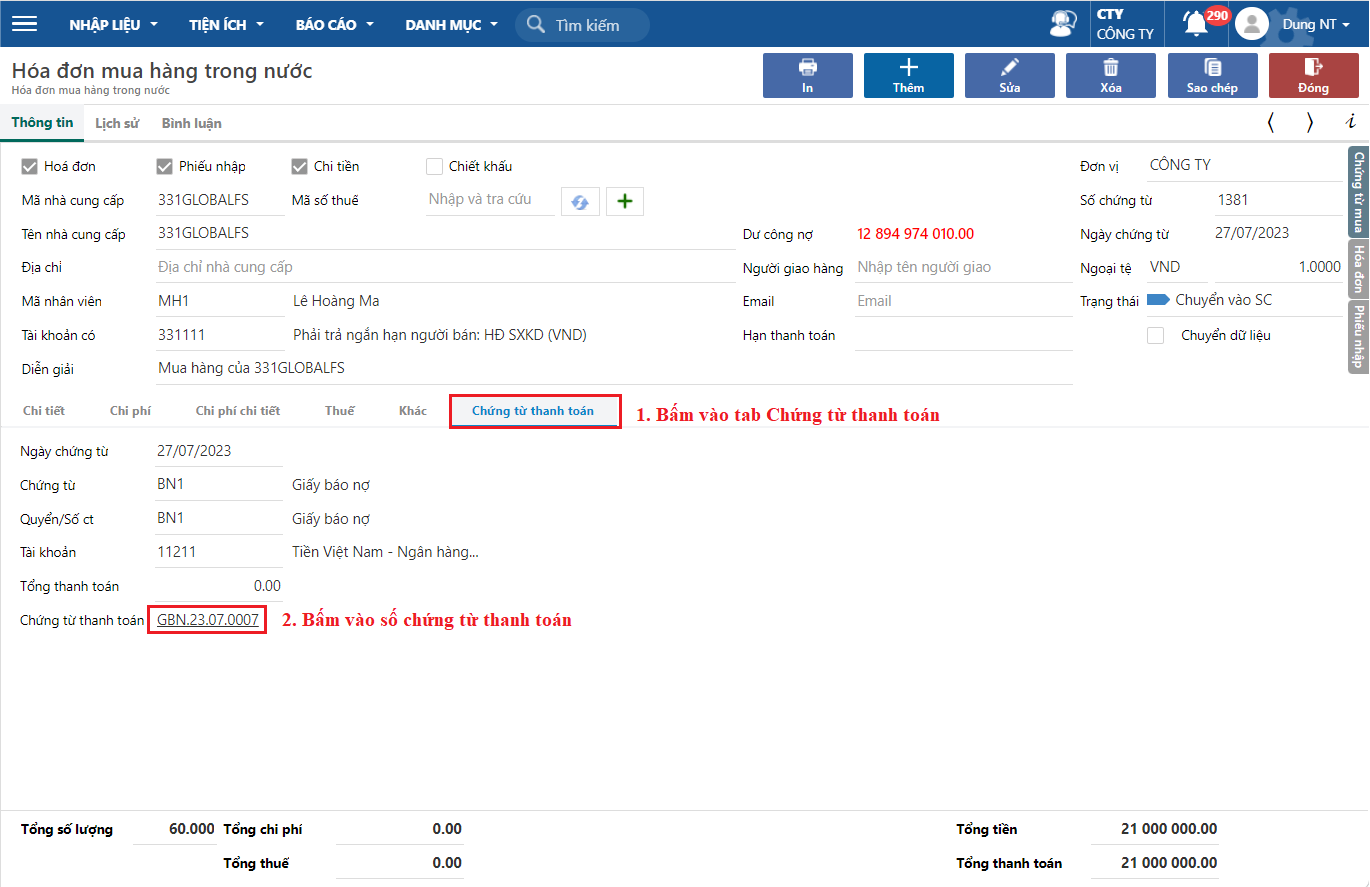 NHẬP LIỆU TIỆN ÍCH BÁO CÁO DANH MỤC Tìm kiếm CTY CÔNG TY 290 Dung NT
Hóa đơn mua hàng trong nước
Hóa đơn mua hàng trong nước
In Thêm Sửa Xóa Sao chép Đóng
Thông tin Lịch sử Bình luận
Hoá đơn Phiếu nhập Chi tiền Chiết khấu Đơn vị CÔNG TY
Mã nhà cung cấp 331GLOBALFS Mã số thuế Nhập và tra cứu Số chứng từ 1381
Tên nhà cung cấp 331GLOBALFS Dư công nợ 12 894 974 010.00 Ngày chứng từ 27/07/2023
Địa chỉ Địa chỉ nhà cung cấp Người giao hàng Nhập tên người giao Ngoại tệ VND 1.0000
Mã nhân viên MH1 Lê Hoàng Ma Email Email Trạng thái Chuyển vào SC
Tài khoản có 331111 Phải trả ngắn hạn người bán: HĐ SXKD (VND) Hạn thanh toán Chuyển dữ liệu
Diễn giải Mua hàng của 331GLOBALFS
Chứng từ mua
Hóa đơn
Phiếu nhập
Chi tiết Chi phí Chi phí chi tiết Thuế Khác Chứng từ thanh toán 1. Bấm vào tab Chứng từ thanh toán
Ngày chứng từ 27/07/2023
Chứng từ BN1 Giấy báo nợ
Quyển/Số ct BN1 Giấy báo nợ
Tài khoản 11211 Tiền Việt Nam - Ngân hàng...
Tổng thanh toán 0.00
Chứng từ thanh toán GBN.23.07.0007 2. Bấm vào số chứng từ thanh toán
Tổng số lượng 60.000 Tổng chi phí 0.00 Tổng tiền 21 000 000.00
Tổng thuế 0.00 Tổng thanh toán 21 000 000.00